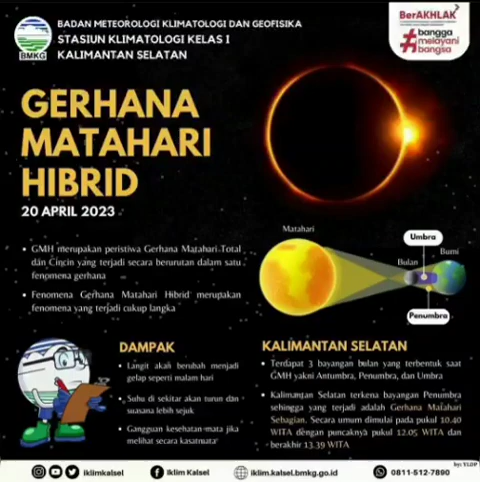 BADAN METEOROLOGI KLIMATOLOGI DAN GEOFISIKA
STASIUN KLIMATOLOGI KELAS I
KALIMANTAN SELATAN
BMKG
BerAKHLAK
#bangga
melayani
bangsa
GERHANA
MATAHARI
HIBRID
20 APRIL 2023
• GMH merupakan peristiwa Gerhana Matahari Total
dan Cincin yang terjadi secara berurutan dalam satu
fenomena gerhana
• Fenomena Gerhana Matahari Hibrid merupakan
fenomena yang terjadi cukup langka
Matahari
Umbra
Bulan
Bumi
Penumbra
DAMPAK
• Langit akan berubah menjadi
gelap seperti malam hari
• Suhu di sekitar akan turun dan
suasana lebih sejuk
• Gangguan kesehatan mata jika
melihat secara kasatmata
KALIMANTAN SELATAN
• Terdapat 3 bayangan bulan yang terbentuk saat
GMH yakni Antumbra, Penumbra, dan Umbra
• Kalimantan Selatan terkena bayangan Penumbra
sehingga yang terjadi adalah Gerhana Matahari
Sebagian. Secara umum dimulai pada pukul 10.40
WITA dengan puncaknya pukul 12.05 WITA dan
berakhir 13.39 WITA
iklimkalsel
Iklim Kalsel
iklim.kalsel.bmkg.go.id
0811-512-7890